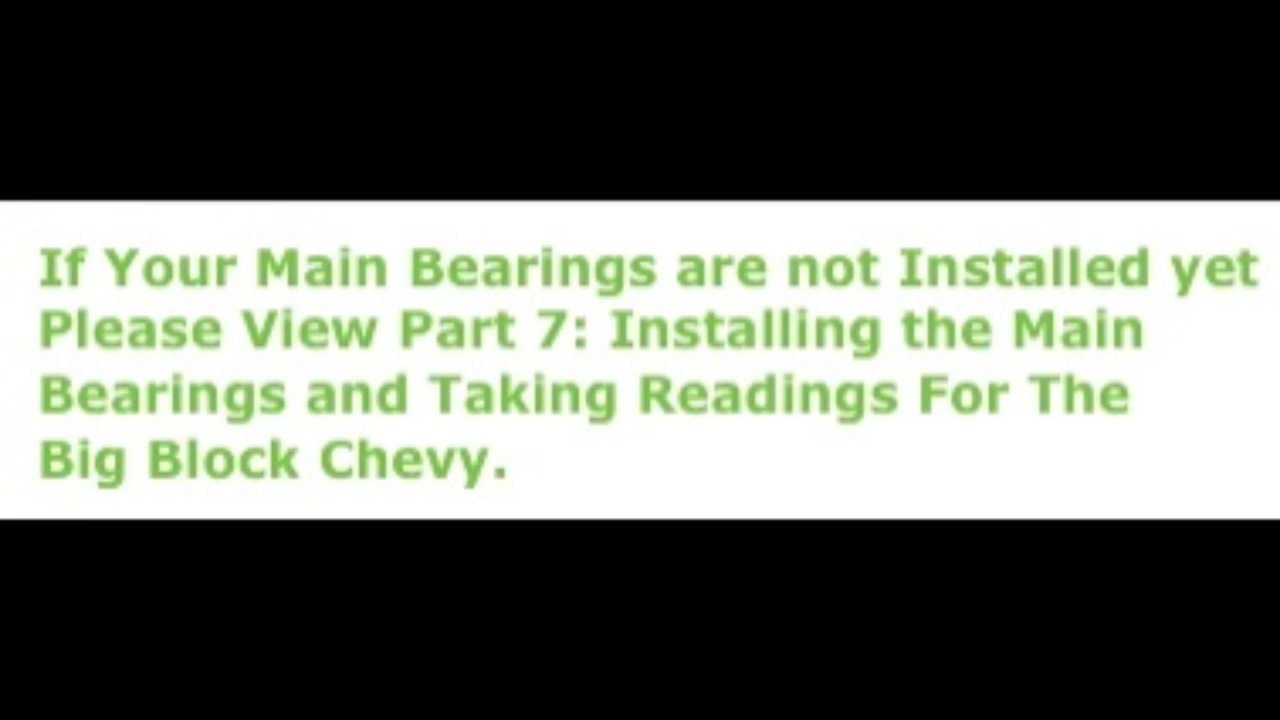 If Your Main Bearings are not Installed yet
Please View Part 7: Installing the Main
Bearings and Taking Readings For The
Big Block Chevy.